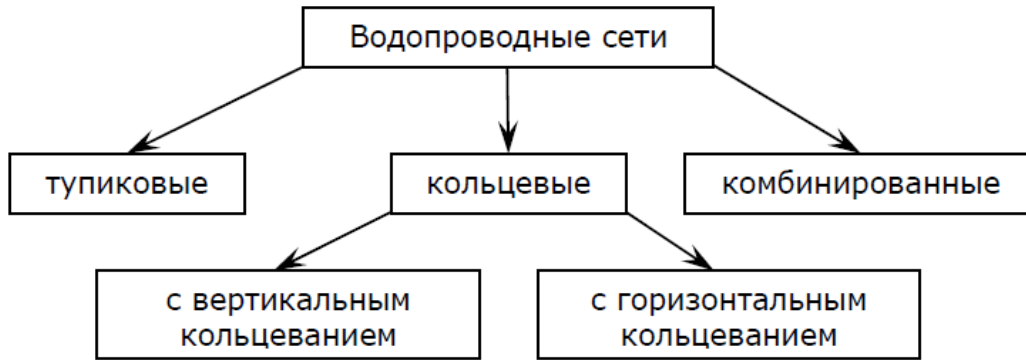 Водопроводные сети
тупиковые
кольцевые
комбинированные
с вертикальным
кольцеванием
с горизонтальным
кольцеванием